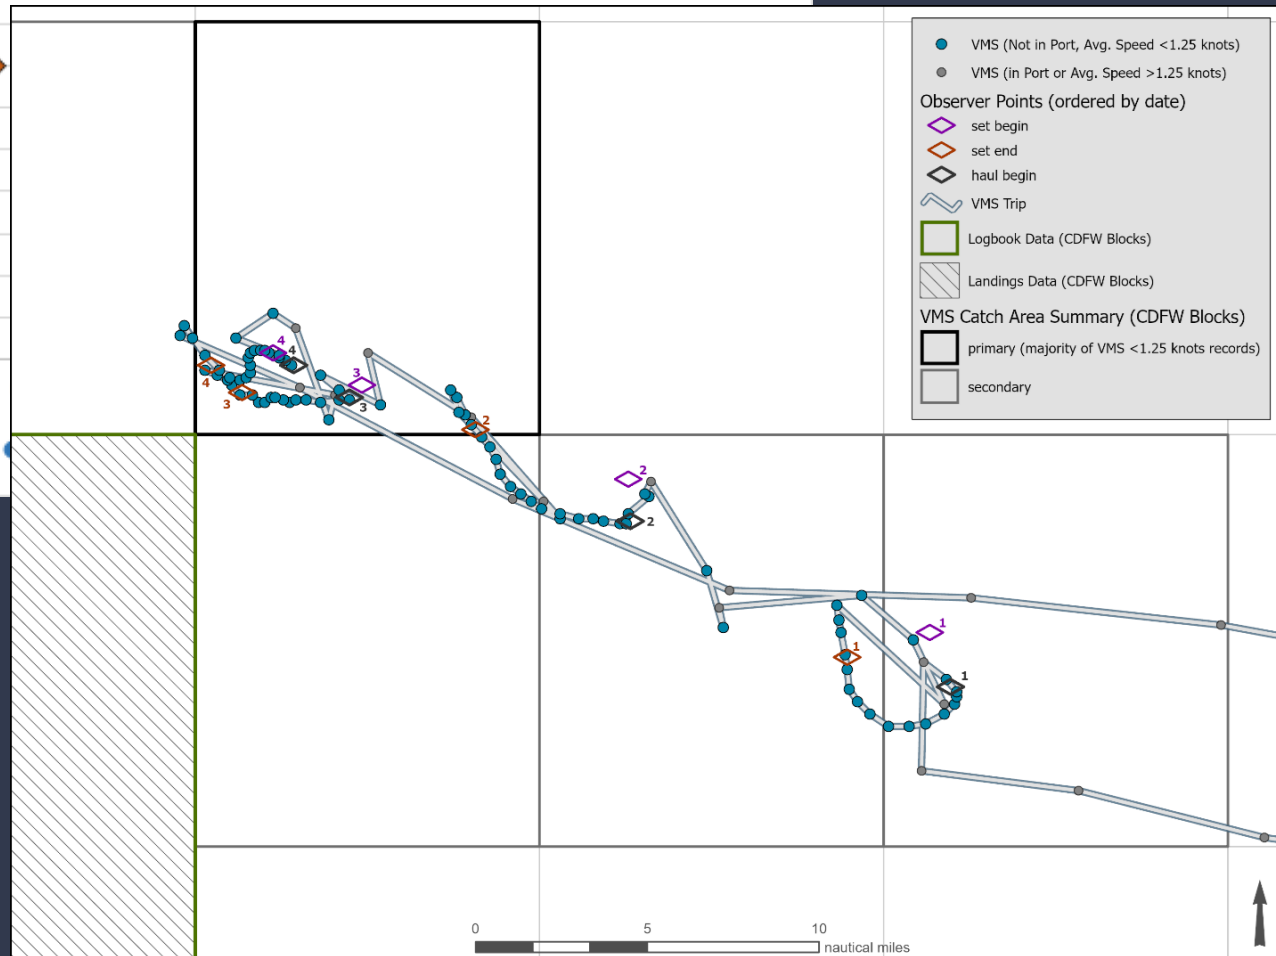 VMS (Not in Port, Avg. Speed <1.25 knots)
VMS (in Port or Avg. Speed >1.25 knots)
Observer Points (ordered by date)
set begin
set end
haul begin
VMS Trip
Logbook Data (CDFW Blocks)
Landings Data (CDFW Blocks)
VMS Catch Area Summary (CDFW Blocks)
primary (majority of VMS <1.25 knots records)
secondary
4
4
3
4
3
3
2
2
2
1
1
1
0 5 10
nautical miles